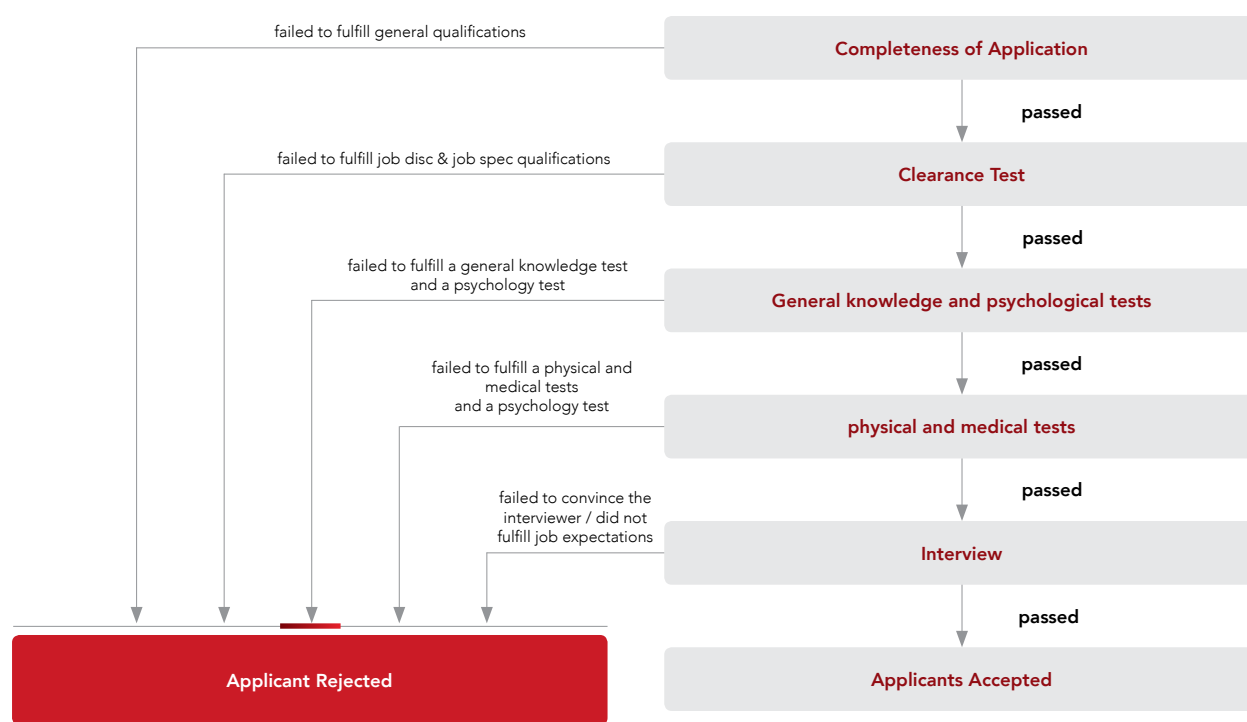 failed to fulfill general qualifications
Completeness of Application
passed
failed to fulfill job disc & job spec qualifications
Clearance Test
passed
failed to fulfill a general knowledge test
and a psychology test
General knowledge and psychological tests
passed
failed to fulfill a physical and
medical tests
and a psychology test
physical and medical tests
passed
failed to convince the
interviewer / did not
fulfill job expectations
Interview
passed
Applicant Rejected
Applicants Accepted